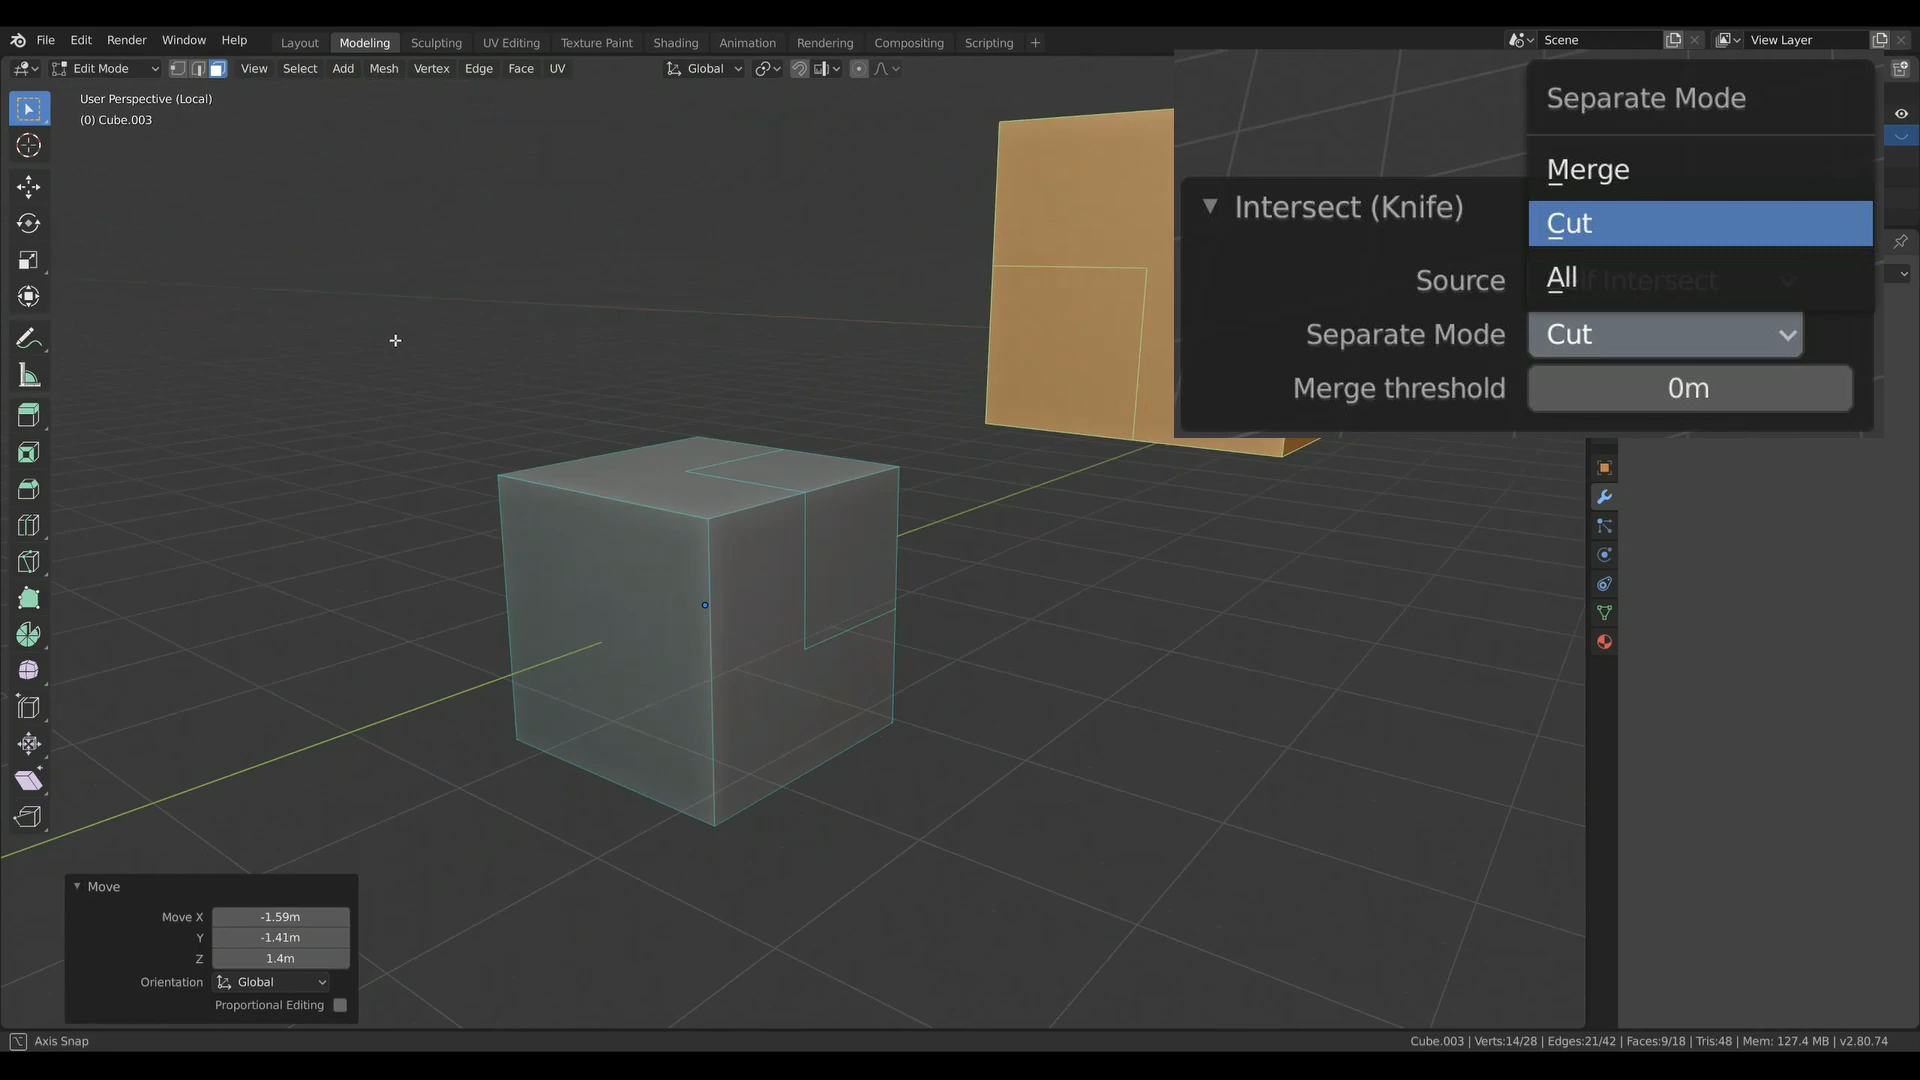 File Edit Render Window Help
Layout Modeling Sculpting UV Editing Texture Paint Shading Animation Rendering Compositing Scripting +
Scene
View Layer
Edit Mode
View Select Add Mesh Vertex Edge Face UV
Global
User Perspective (Local)
(0) Cube.003
Separate Mode
Merge
Cut
All
Intersect (Knife)
Source
Separate Mode Cut
Merge threshold 0m
Move
Move X -1.59m
Y -1.41m
Z 1.4m
Orientation Global
Proportional Editing
Axis Snap
Cube.003 | Verts:14/28 | Edges:21/42 | Faces:9/18 | Tris:48 | Mem: 127.4 MB | v2.80.74